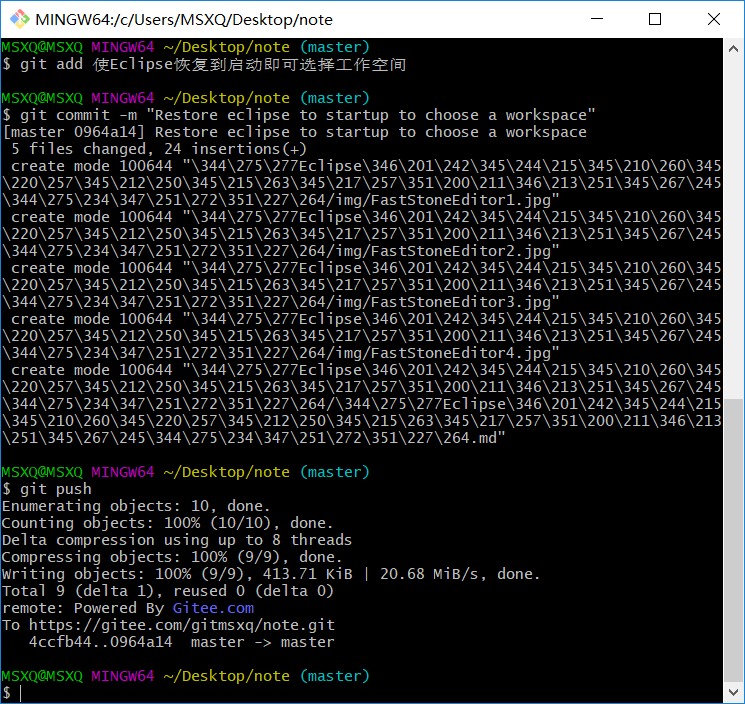 MINGW64:/c/Users/MSXQ/Desktop/note
MSXQ@MSXQ MINGW64 ~/Desktop/note (master)
$ git add 使Eclipse恢复到启动即可选择工作空间
MSXQ@MSXQ MINGW64 ~/Desktop/note (master)
$ git commit -m "Restore eclipse to startup to choose a workspace"
[master 0964a14] Restore eclipse to startup to choose a workspace
 5 files changed, 24 insertions(+)
 create mode 100644 "\344\275\277Eclipse\346\201\242\345\244\215\345\210\260\345
\220\257\345\212\250\345\215\263\345\217\257\351\200\211\346\213\251\345\267\245
\344\275\234\347\251\272\351\227\264/img/FastStoneEditor1.jpg"
 create mode 100644 "\344\275\277Eclipse\346\201\242\345\244\215\345\210\260\345
\220\257\345\212\250\345\215\263\345\217\257\351\200\211\346\213\251\345\267\245
\344\275\234\347\251\272\351\227\264/img/FastStoneEditor2.jpg"
 create mode 100644 "\344\275\277Eclipse\346\201\242\345\244\215\345\210\260\345
\220\257\345\212\250\345\215\263\345\217\257\351\200\211\346\213\251\345\267\245
\344\275\234\347\251\272\351\227\264/img/FastStoneEditor3.jpg"
 create mode 100644 "\344\275\277Eclipse\346\201\242\345\244\215\345\210\260\345
\220\257\345\212\250\345\215\263\345\217\257\351\200\211\346\213\251\345\267\245
\344\275\234\347\251\272\351\227\264/img/FastStoneEditor4.jpg"
 create mode 100644 "\344\275\277Eclipse\346\201\242\345\244\215\345\210\260\345
\220\257\345\212\250\345\215\263\345\217\257\351\200\211\346\213\251\345\267\245
\344\275\234\347\251\272\351\227\264/\344\275\277Eclipse\346\201\242\345\244\215
\345\210\260\345\220\257\345\212\250\345\215\263\345\217\257\351\200\211\346\213
\251\345\267\245\344\275\234\347\251\272\351\227\264.md"
MSXQ@MSXQ MINGW64 ~/Desktop/note (master)
$ git push
Enumerating objects: 10, done.
Counting objects: 100% (10/10), done.
Delta compression using up to 8 threads
Compressing objects: 100% (9/9), done.
Writing objects: 100% (9/9), 413.71 KiB | 20.68 MiB/s, done.
Total 9 (delta 1), reused 0 (delta 0)
remote: Powered By Gitee.com
To https://gitee.com/gitmsxq/note.git
   4ccfb44..0964a14  master -> master
MSXQ@MSXQ MINGW64 ~/Desktop/note (master)
$